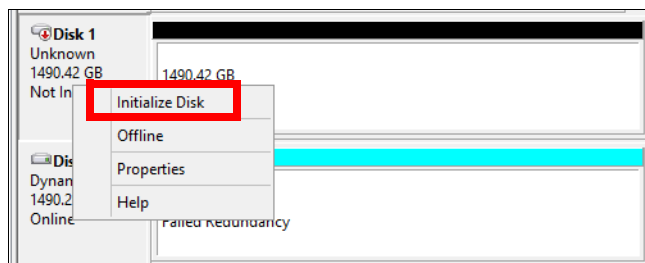 Disk 1
Unknown
1490.42 GB
1490.42 GB
Not In
Initialize Disk
Offline
Properties
Help
Dis
Dynan
1490.2
Online
Failed Redundancy